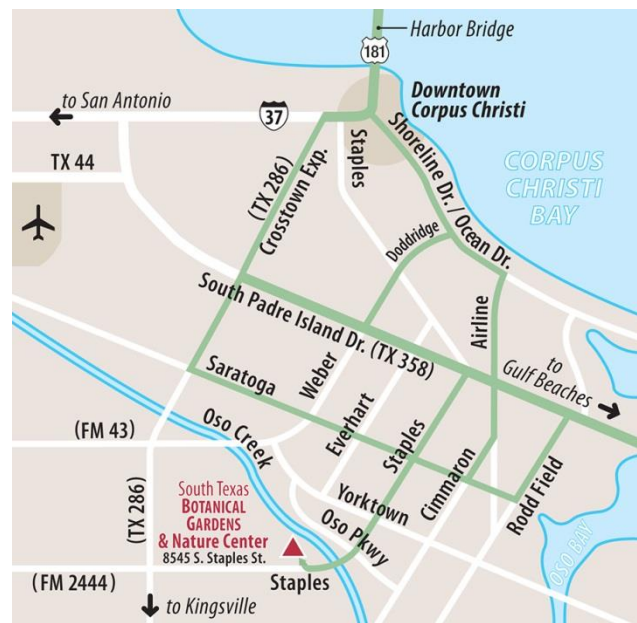 Harbor Bridge
181
to San Antonio
37
Downtown
Corpus Christi
TX 44
Staples
Shoreline Dr. / Ocean Dr.
CORPUS
CHRISTI
BAY
(TX 286)
Crosstown Exp.
Doddridge
South Padre Island Dr. (TX 358)
Airline
to
Gulf Beaches
Saratoga
Weber
Everhart
Staples
Cimmaron
Rodd Field
(FM 43)
Oso Creek
Yorktown
(TX 286)
South Texas
BOTANICAL
GARDENS
& NATURE CENTER
8545 S. Staples St.
Oso Pkwy
OSO BAY
(FM 2444)
Staples
to Kingsville